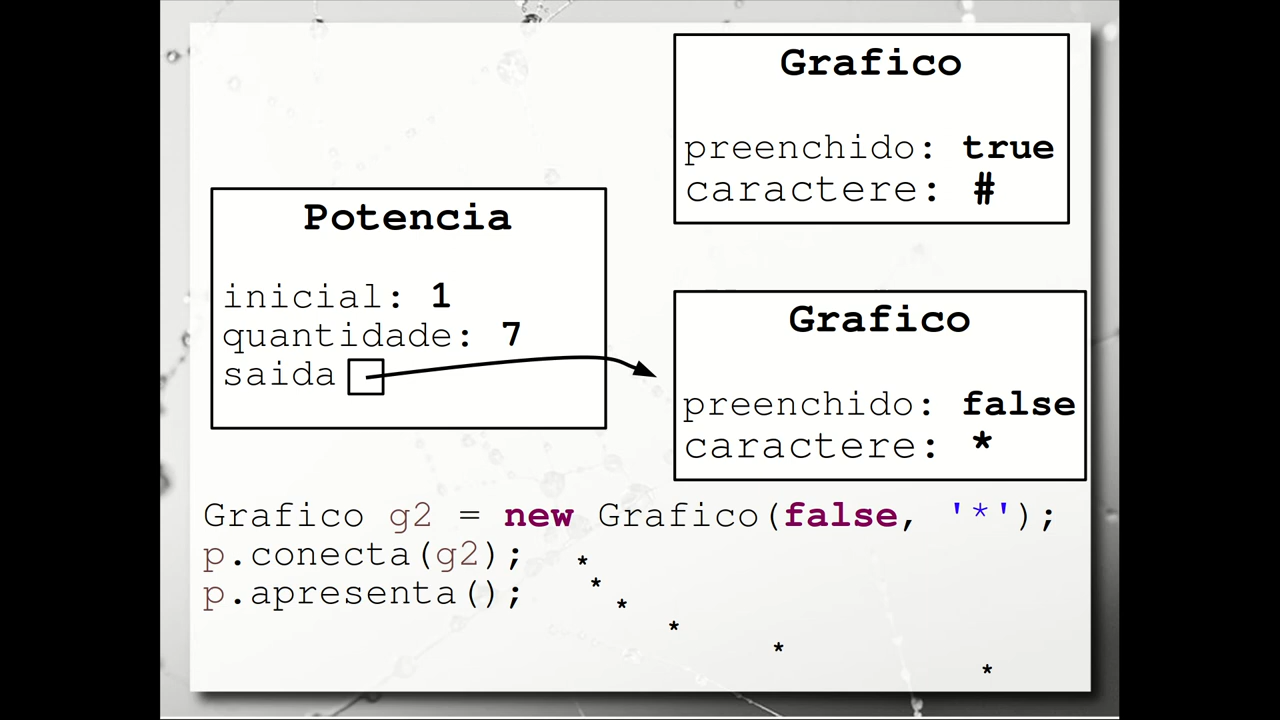 Grafico
preenchido: true
caractere: #
Potencia
inicial: 1
quantidade: 7
saida
Grafico
preenchido: false
caractere: *
Grafico g2 = new Grafico(false, '*');
p.conecta(g2);
p.apresenta();
*
*
*
*
*
*